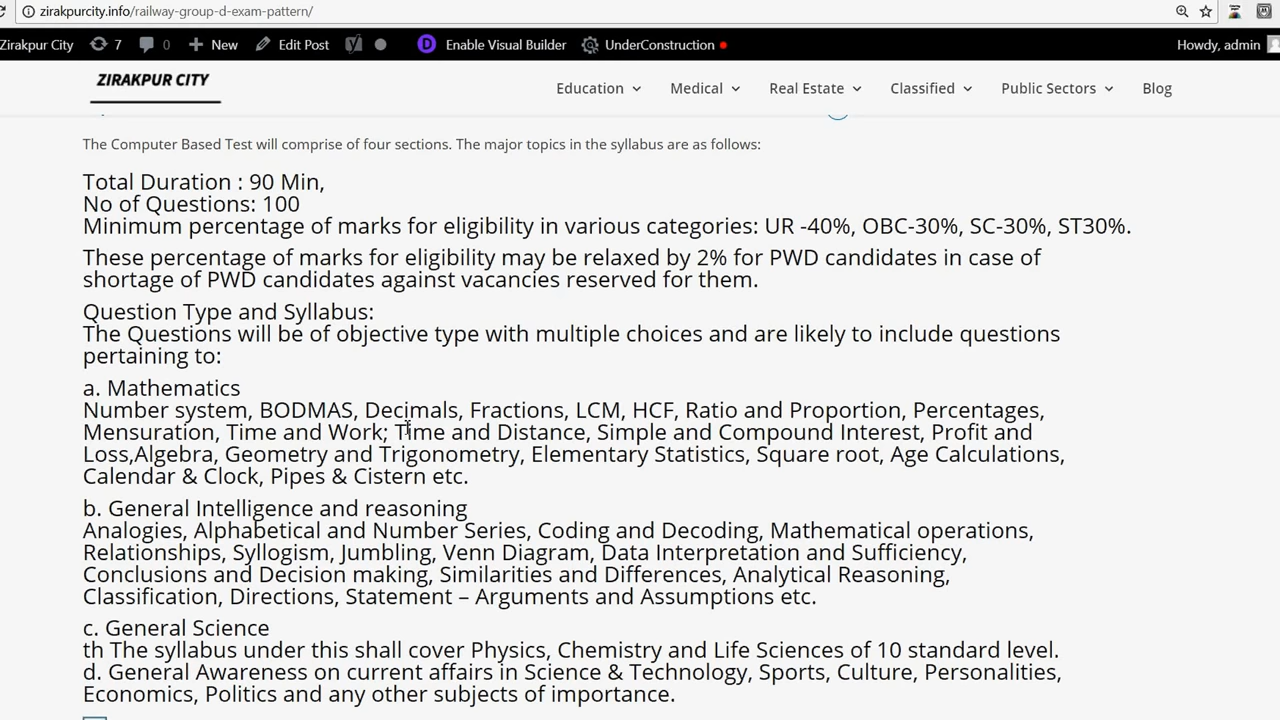 zirakpurcity.info/railway-group-d-exam-pattern/
Zirakpur City 7 0 New Edit Post Enable Visual Builder UnderConstruction Howdy, admin
ZIRAKPUR CITY
Education Medical Real Estate Classified Public Sectors Blog
The Computer Based Test will comprise of four sections. The major topics in the syllabus are as follows:
Total Duration : 90 Min,
No of Questions: 100
Minimum percentage of marks for eligibility in various categories: UR -40%, OBC-30%, SC-30%, ST30%.
These percentage of marks for eligibility may be relaxed by 2% for PWD candidates in case of
shortage of PWD candidates against vacancies reserved for them.
Question Type and Syllabus:
The Questions will be of objective type with multiple choices and are likely to include questions
pertaining to:
a. Mathematics
Number system, BODMAS, Decimals, Fractions, LCM, HCF, Ratio and Proportion, Percentages,
Mensuration, Time and Work; Time and Distance, Simple and Compound Interest, Profit and
Loss,Algebra, Geometry and Trigonometry, Elementary Statistics, Square root, Age Calculations,
Calendar & Clock, Pipes & Cistern etc.
b. General Intelligence and reasoning
Analogies, Alphabetical and Number Series, Coding and Decoding, Mathematical operations,
Relationships, Syllogism, Jumbling, Venn Diagram, Data Interpretation and Sufficiency,
Conclusions and Decision making, Similarities and Differences, Analytical Reasoning,
Classification, Directions, Statement – Arguments and Assumptions etc.
c. General Science
th The syllabus under this shall cover Physics, Chemistry and Life Sciences of 10 standard level.
d. General Awareness on current affairs in Science & Technology, Sports, Culture, Personalities,
Economics, Politics and any other subjects of importance.